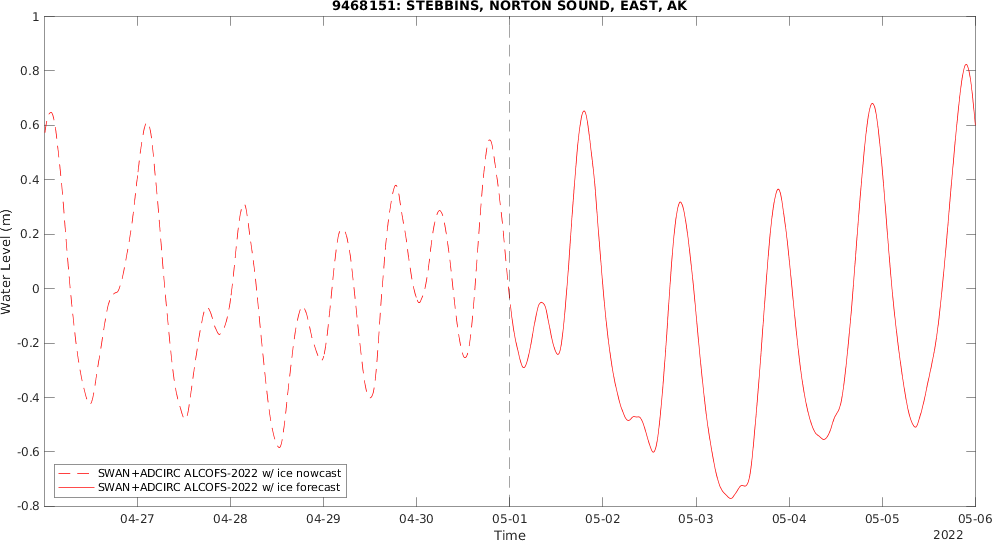 9468151: STEBBINS, NORTON SOUND, EAST, AK
1
0.8
0.6
0.4
0.2
0
-0.2
-0.4
-0.6
-0.8
Water Level (m)
SWAN+ADCIRC ALCOFS-2022 w/ ice nowcast
SWAN+ADCIRC ALCOFS-2022 w/ ice forecast
04-27 04-28 04-29 04-30 05-01 05-02 05-03 05-04 05-05 05-06
Time
2022